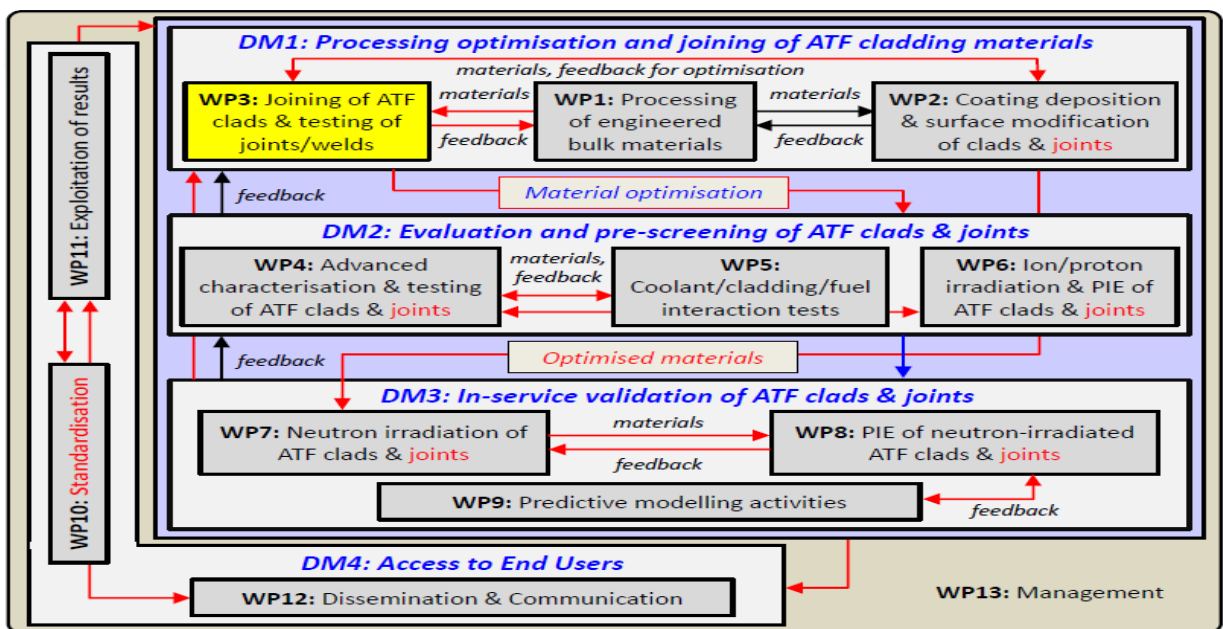 DM1: Processing optimisation and joining of ATF cladding materials
materials, feedback for optimisation
WP3: Joining of ATF
clads & testing of
joints/welds
materials
feedback
WP1: Processing
of engineered
bulk materials
materials
feedback
WP2: Coating deposition
& surface modification
of clads & joints
WP11: Exploitation of results
feedback
Material optimisation
DM2: Evaluation and pre-screening of ATF clads & joints
WP4: Advanced
characterisation & testing
of ATF clads & joints
materials,
feedback
WP5:
Coolant/cladding/fuel
interaction tests
WP6: Ion/proton
irradiation & PIE of
ATF clads & joints
feedback
Optimised materials
WP10: Standardisation
DM3: In-service validation of ATF clads & joints
WP7: Neutron irradiation of
ATF clads & joints
materials
feedback
WP8: PIE of neutron-irradiated
ATF clads & joints
WP9: Predictive modelling activities
feedback
DM4: Access to End Users
WP12: Dissemination & Communication
WP13: Management